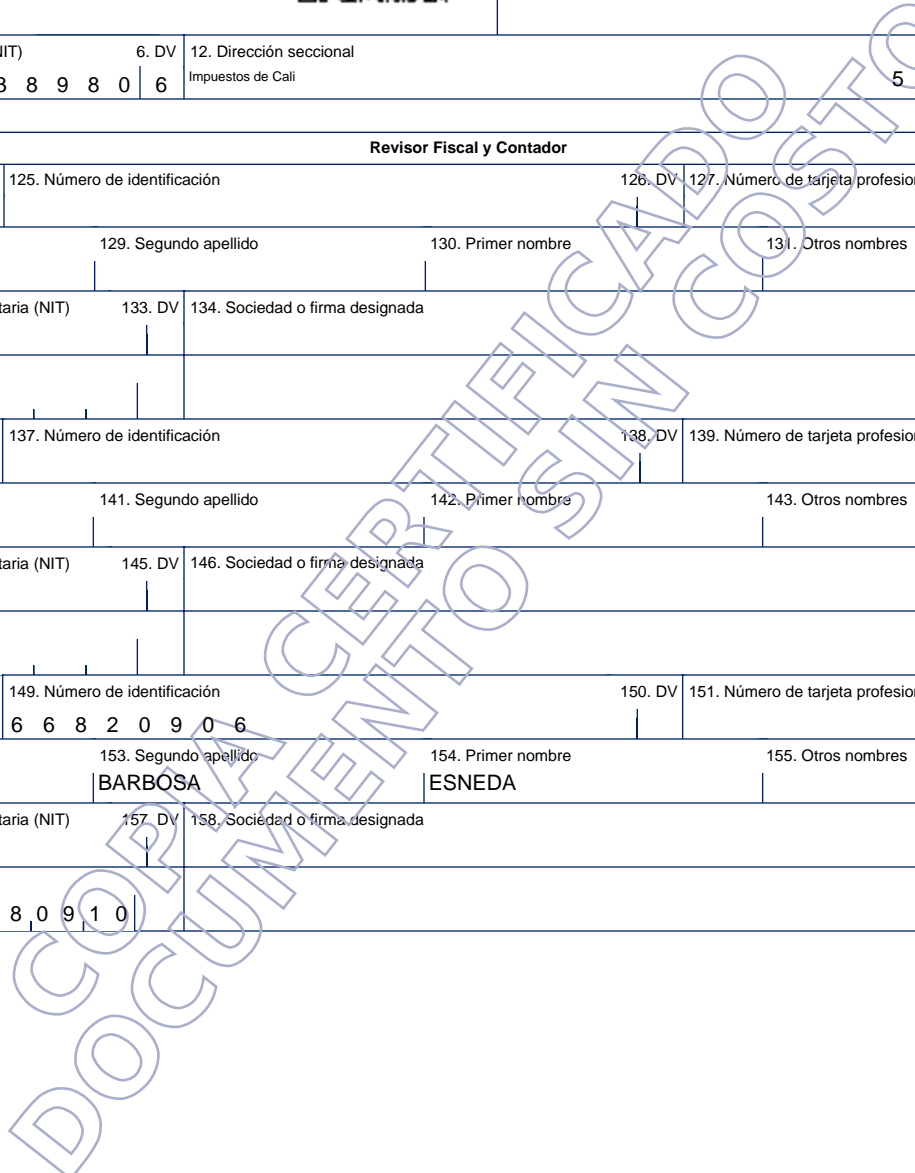 NIT) 6. DV 12. Dirección seccional
8 9 8 0 6 Impuestos de Cali 5
Revisor Fiscal y Contador
125. Número de identificación 126. DV 127. Número de tarjeta profesion
129. Segundo apellido 130. Primer nombre 131. Otros nombres
taria (NIT) 133. DV 134. Sociedad o firma designada
137. Número de identificación 138. DV 139. Número de tarjeta profesion
141. Segundo apellido 142. Primer nombre 143. Otros nombres
taria (NIT) 145. DV 146. Sociedad o firma designada
149. Número de identificación 150. DV 151. Número de tarjeta profesion
6 6 8 2 0 9 0 6
153. Segundo apellido 154. Primer nombre 155. Otros nombres
BARBOSA ESNEDA
taria (NIT) 157. DV 158. Sociedad o firma designada
8 0 9 1 0
COPIA CERTIFICADO
DOCUMENTO SIN COSTO